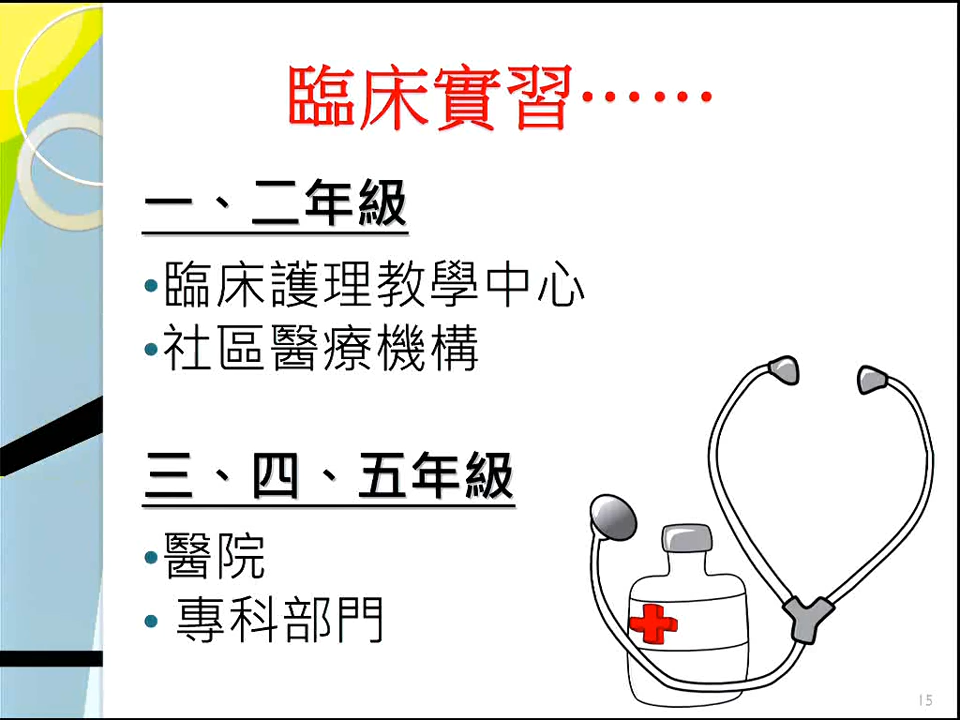 臨床實習……
一、二年級
•臨床護理教學中心
•社區醫療機構
三、四、五年級
•醫院
• 專科部門
15